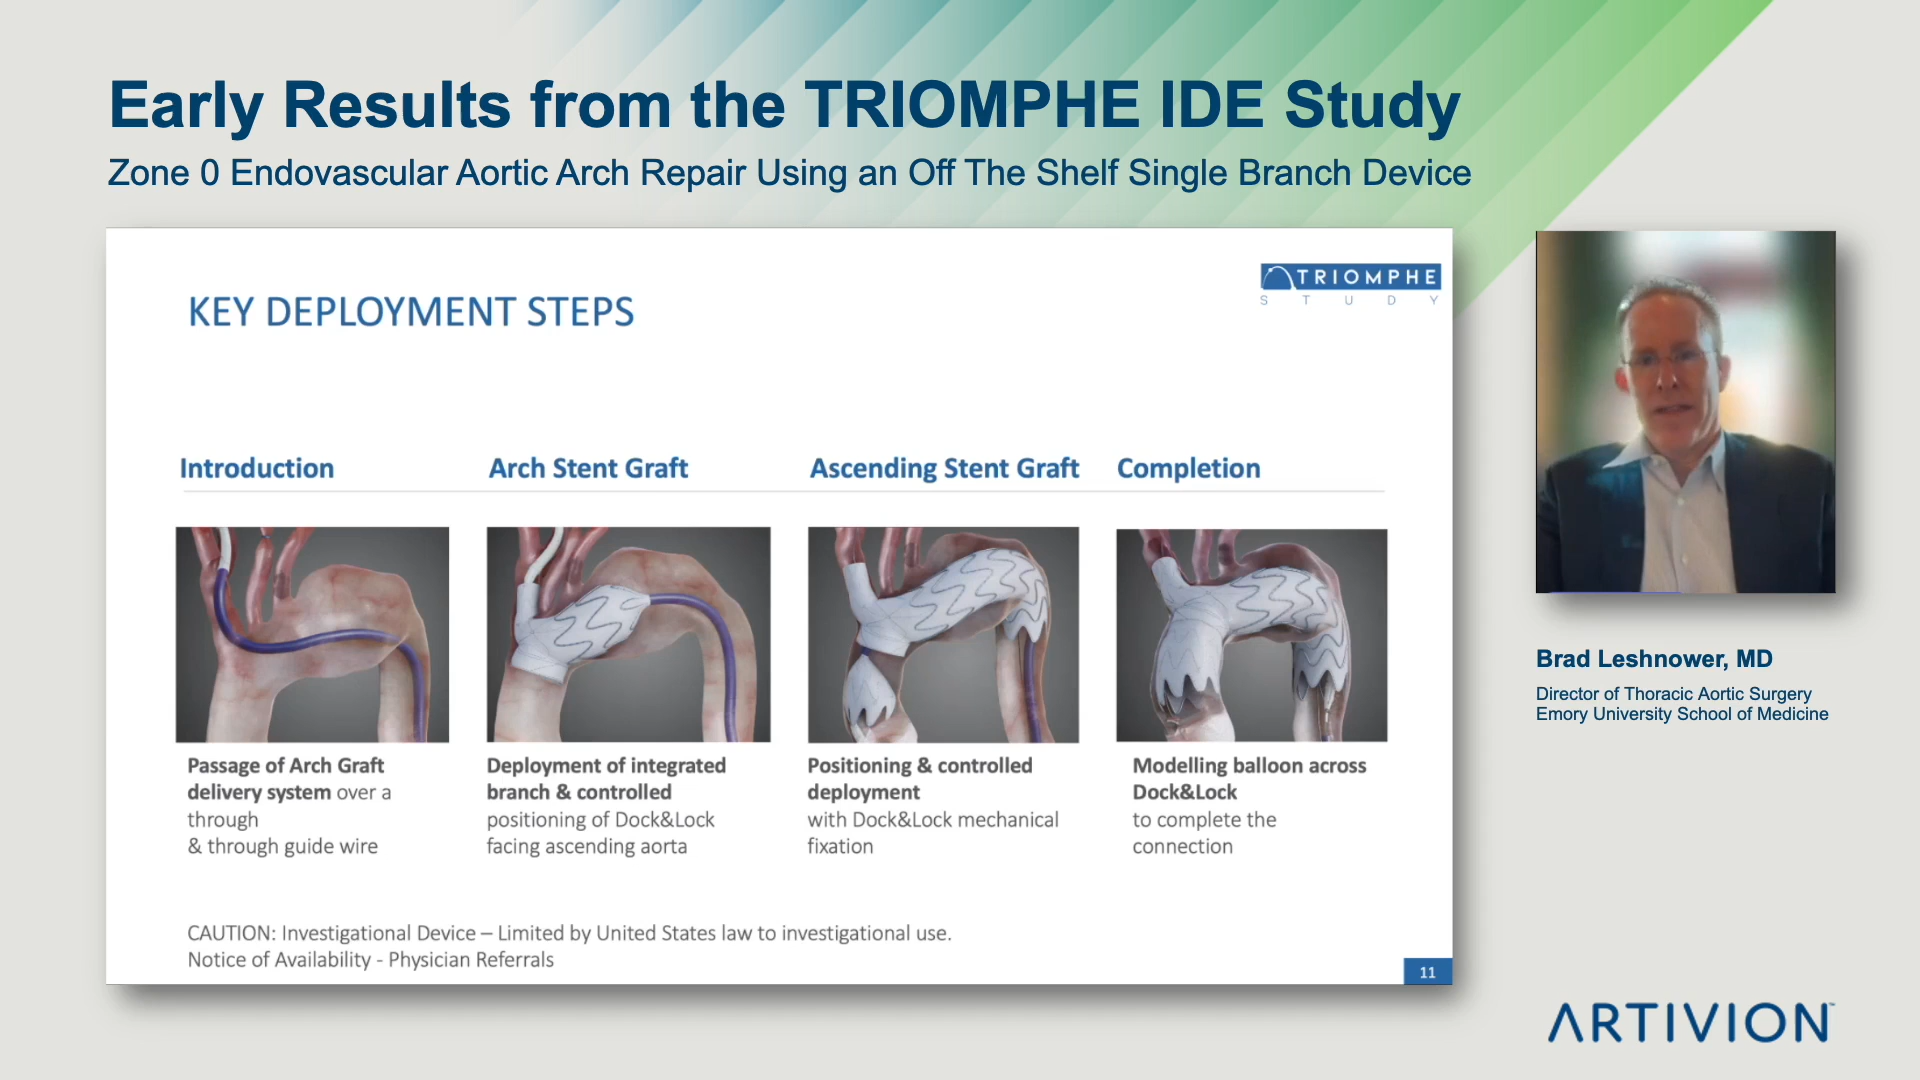 Early Results from the TRIOMPHE IDE Study
Zone 0 Endovascular Aortic Arch Repair Using an Off The Shelf Single Branch Device
TRIOMPHE
STUDY
KEY DEPLOYMENT STEPS
Introduction
Arch Stent Graft
Ascending Stent Graft
Completion
Passage of Arch Graft
delivery system over a
through
& through guide wire
Deployment of integrated
branch & controlled
positioning of Dock&Lock
facing ascending aorta
Positioning & controlled
deployment
with Dock&Lock mechanical
fixation
Modelling balloon across
Dock&Lock
to complete the
connection
CAUTION: Investigational Device – Limited by United States law to investigational use.
Notice of Availability - Physician Referrals
11
Brad Leshnower, MD
Director of Thoracic Aortic Surgery
Emory University School of Medicine
ARTIVION™